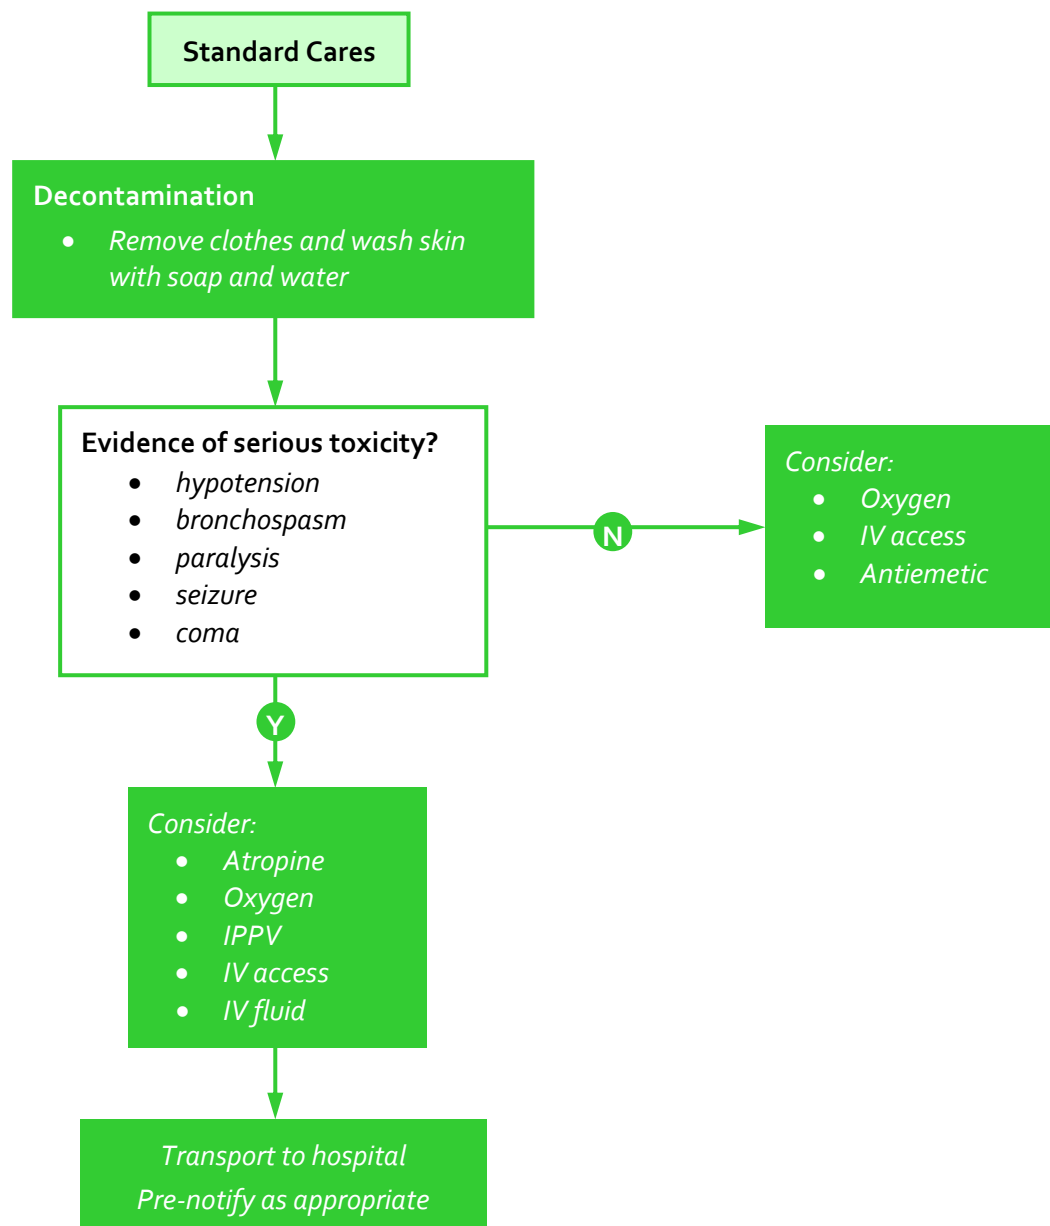 Standard Cares
Decontamination
• Remove clothes and wash skin
with soap and water
Evidence of serious toxicity?
• hypotension
• bronchospasm
• paralysis
• seizure
• coma
N
Consider:
• Oxygen
• IV access
• Antiemetic
Y
Consider:
• Atropine
• Oxygen
• IPPV
• IV access
• IV fluid
Transport to hospital
Pre-notify as appropriate